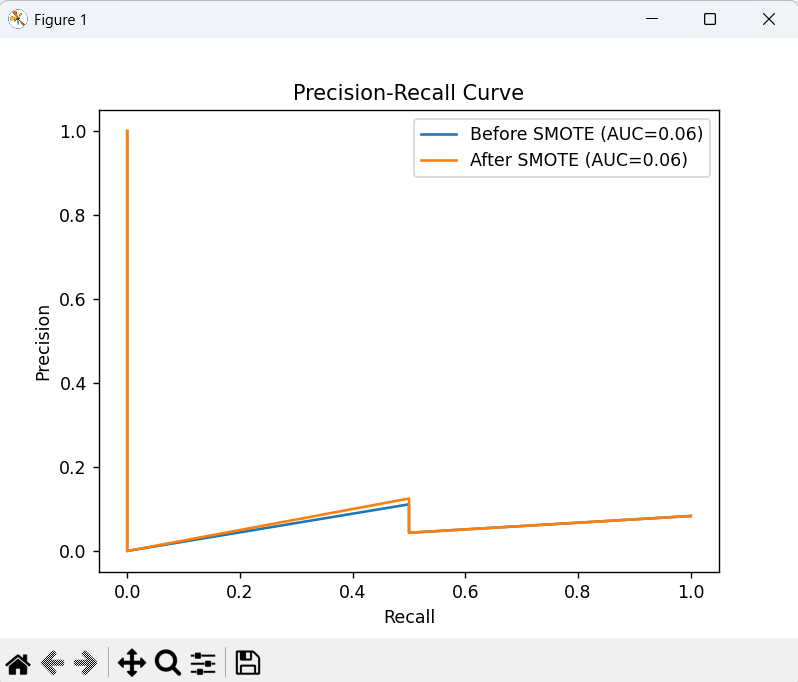 Figure 1
Precision-Recall Curve
Before SMOTE (AUC=0.06)
After SMOTE (AUC=0.06)
1.0
0.8
0.6
0.4
0.2
0.0
Precision
0.0 0.2 0.4 0.6 0.8 1.0
Recall